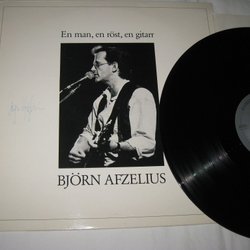 En man, en röst, en gitarr
BJÖRN AFZELIUS